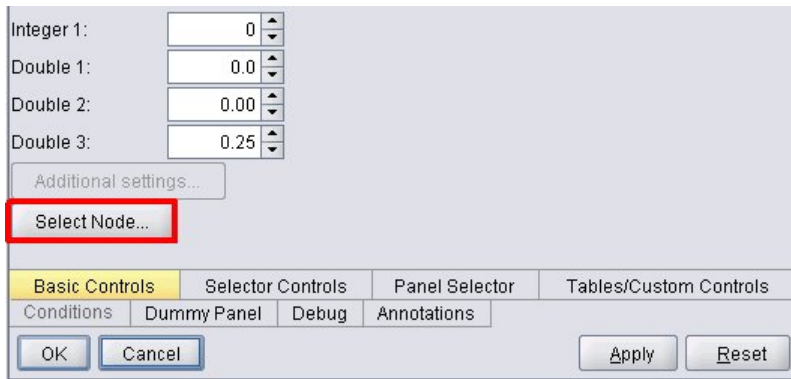 Integer 1: 0
Double 1: 0.0
Double 2: 0.00
Double 3: 0.25
Additional settings...
Select Node...
Basic Controls Selector Controls Panel Selector Tables/Custom Controls
Conditions Dummy Panel Debug Annotations
OK Cancel Apply Reset